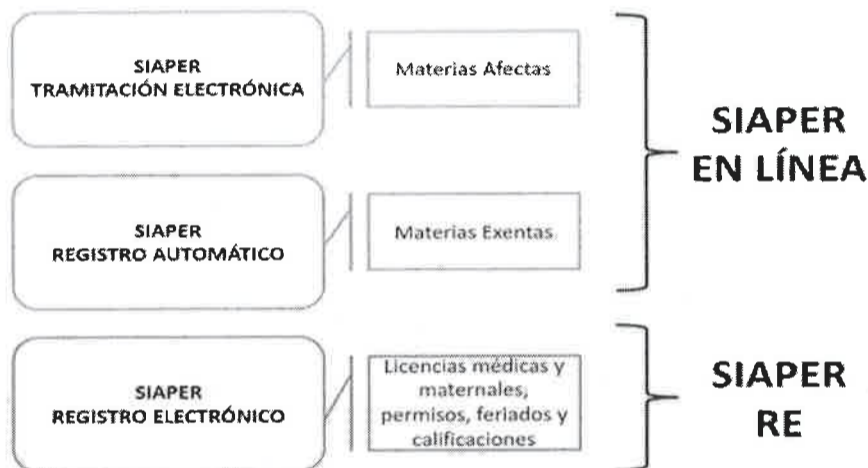 SIAPER
TRAMITACIÓN ELECTRÓNICA
Materias Afectas
SIAPER
REGISTRO AUTOMÁTICO
Materias Exentas
SIAPER
EN LÍNEA
SIAPER
REGISTRO ELECTRÓNICO
Licencias médicas y
maternales,
permisos, feriados y
calificaciones
SIAPER
RE